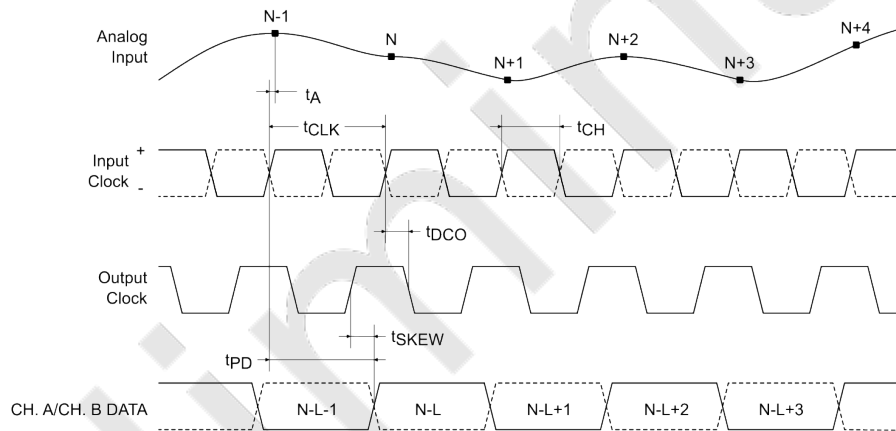 N-1
N
N+1
N+2
N+3
N+4
Analog
Input
tA
tCLK
tCH
Input
Clock
+
-
tDCO
Output
Clock
tSKEW
tPD
CH. A/CH. B DATA
N-L-1
N-L
N-L+1
N-L+2
N-L+3